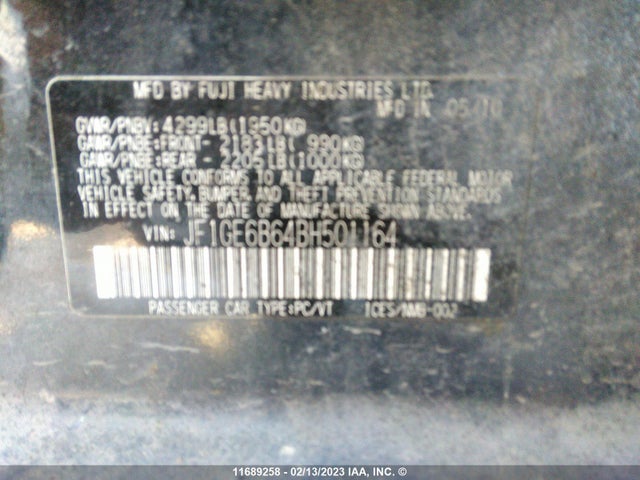 MFD BY FUJI HEAVY INDUSTRIES LTD.
MFD IN 05/10
GVWR/PNBV: 4299LB(1950KG)
GAWR/PNBE:FRONT- 2183LB( 990KG)
GAWR/PNBE:REAR - 2205LB(1000KG)
THIS VEHICLE CONFORMS TO ALL APPLICABLE FEDERAL MOTOR
VEHICLE SAFETY, BUMPER, AND THEFT PREVENTION STANDARDS
IN EFFECT ON THE DATE OF MANUFACTURE SHOWN ABOVE.
VIN: JF1GE6B64BH501164
PASSENGER CAR TYPE:PC/VT ICES/NMB-002
11689258 - 02/13/2023 IAA, INC. ©